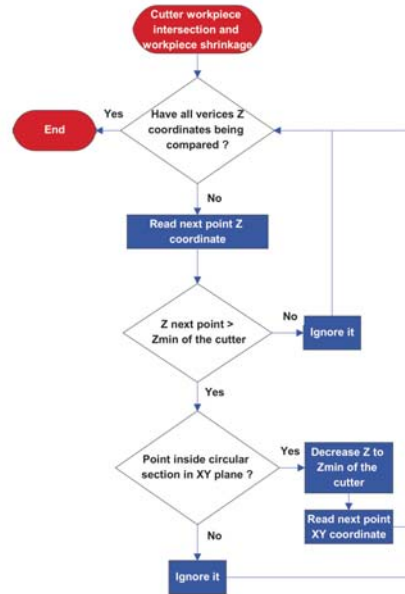 Cutter workpiece
intersection and
workpiece shrinkage
Yes
End
Have all verices Z
coordinates being
compared ?
No
Read next point Z
coordinate
Z next point >
Zmin of the cutter
No
Ignore it
Yes
Point inside circular
section in XY plane ?
Yes
Decrease Z to
Zmin of the
cutter
Read next point
XY coordinate
No
Ignore it